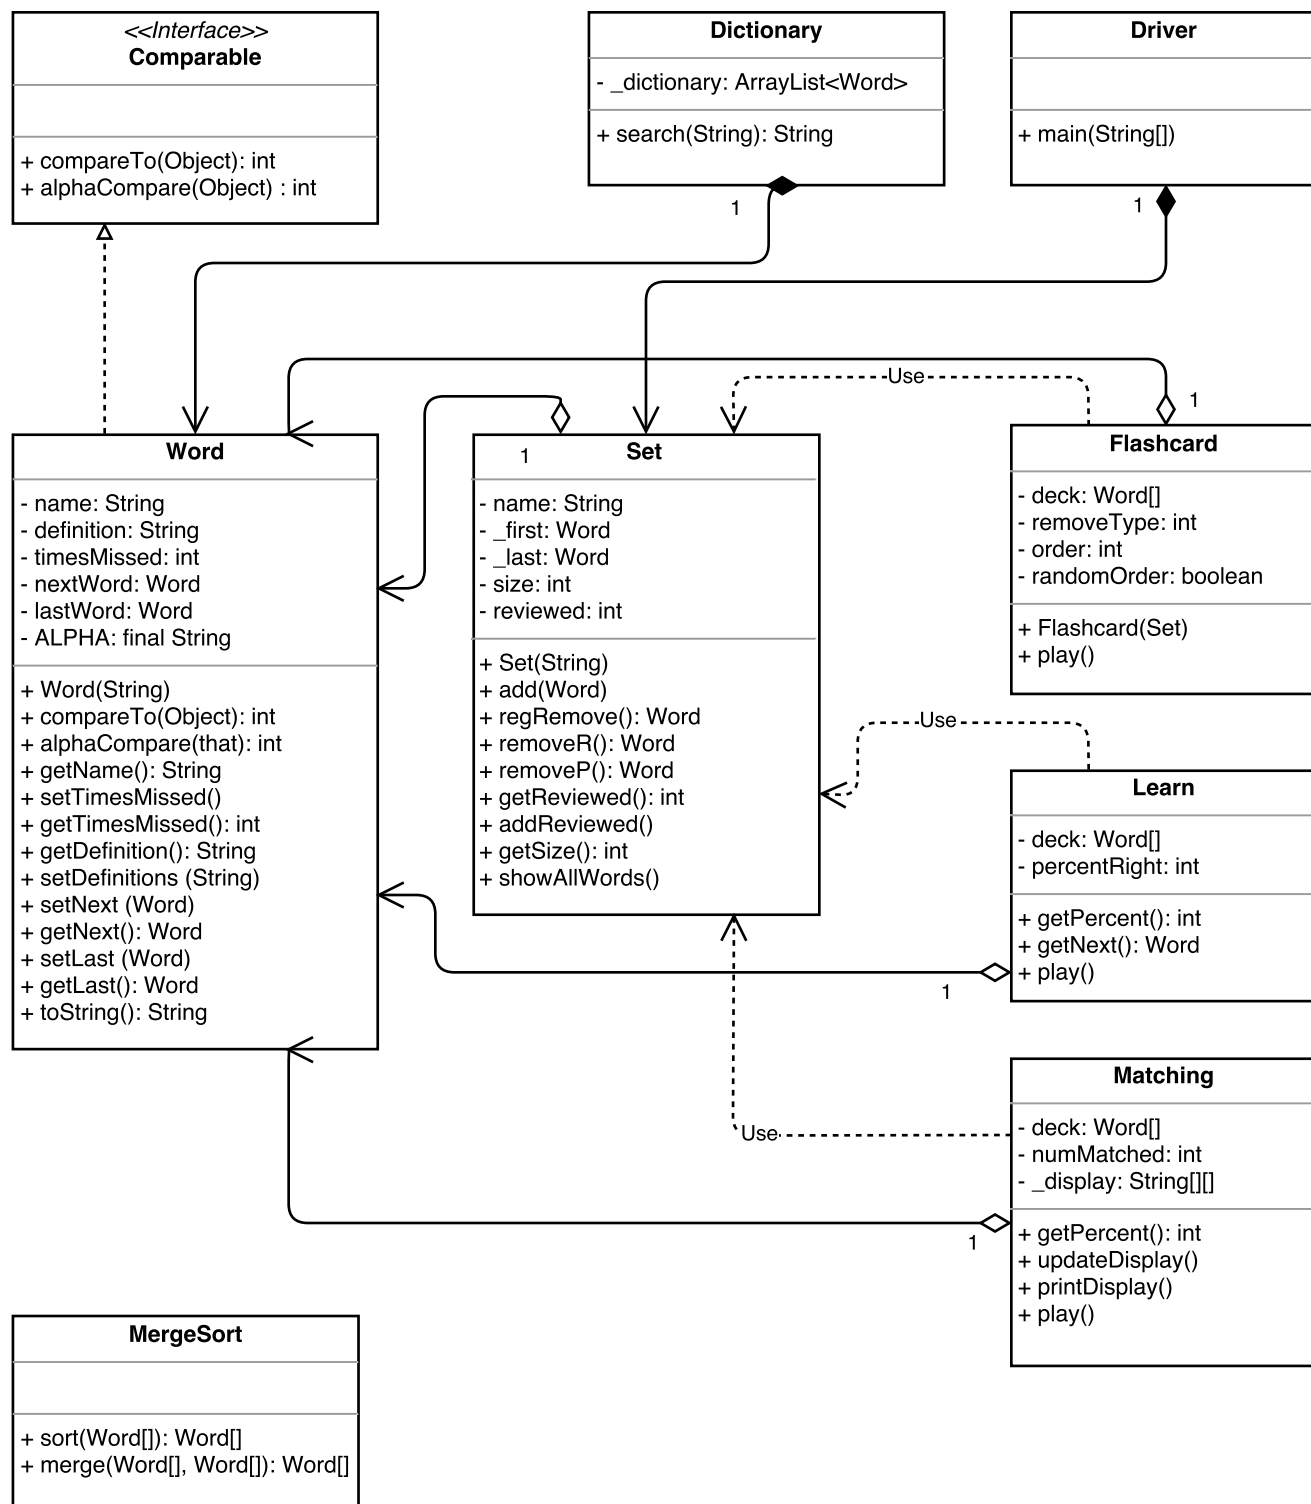 <<Interface>>
Comparable
+ compareTo(Object): int
+ alphaCompare(Object) : int
Dictionary
- _dictionary: ArrayList<Word>
+ search(String): String
1
Driver
+ main(String[])
1
Use
1
Word
- name: String
- definition: String
- timesMissed: int
- nextWord: Word
- lastWord: Word
- ALPHA: final String
+ Word(String)
+ compareTo(Object): int
+ alphaCompare(that): int
+ getName(): String
+ setTimesMissed()
+ getTimesMissed(): int
+ getDefinition(): String
+ setDefinitions (String)
+ setNext (Word)
+ getNext(): Word
+ setLast (Word)
+ getLast(): Word
+ toString(): String
1
Set
- name: String
- _first: Word
- _last: Word
- size: int
- reviewed: int
+ Set(String)
+ add(Word)
+ regRemove(): Word
+ removeR(): Word
+ removeP(): Word
+ getReviewed(): int
+ addReviewed()
+ getSize(): int
+ showAllWords()
Flashcard
- deck: Word[]
- removeType: int
- order: int
- randomOrder: boolean
+ Flashcard(Set)
+ play()
Use
Learn
- deck: Word[]
- percentRight: int
+ getPercent(): int
+ getNext(): Word
+ play()
1
Use
Matching
- deck: Word[]
- numMatched: int
- _display: String[][]
+ getPercent(): int
+ updateDisplay()
+ printDisplay()
+ play()
1
MergeSort
+ sort(Word[]): Word[]
+ merge(Word[], Word[]): Word[]